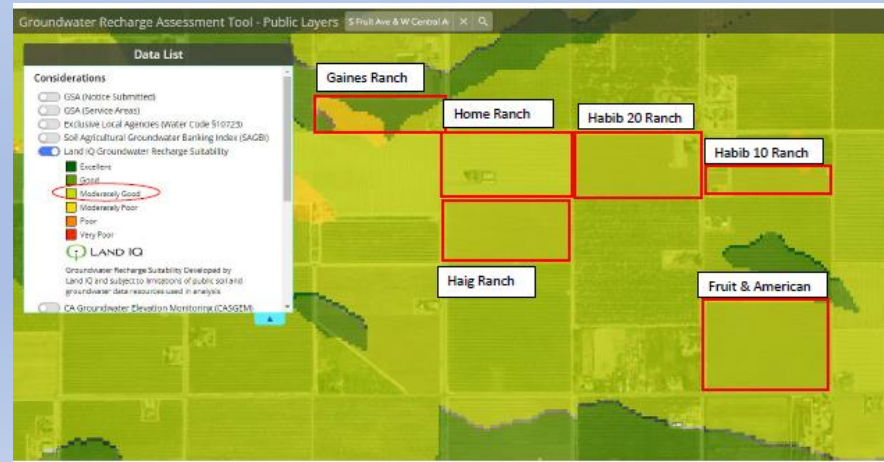 Groundwater Recharge Assessment Tool - Public Layers
S Fruit Ave & W Central A
Data List
Considerations
GSA (Notice Submitted)
GSA (Service Areas)
Exclusive Local Agencies (Water Code §10723)
Soil Agricultural Groundwater Banking Index (SAGBI)
Land IQ Groundwater Recharge Suitability
Excellent
Good
Moderately Good
Moderately Poor
Poor
Very Poor
LAND IQ
Groundwater Recharge Suitability Developed by
Land IQ and subject to limitations of public soil and
groundwater data resources used in analysis
CA Groundwater Elevation Monitoring (CASGEM)
Gaines Ranch
Home Ranch
Habib 20 Ranch
Habib 10 Ranch
Haig Ranch
Fruit & American